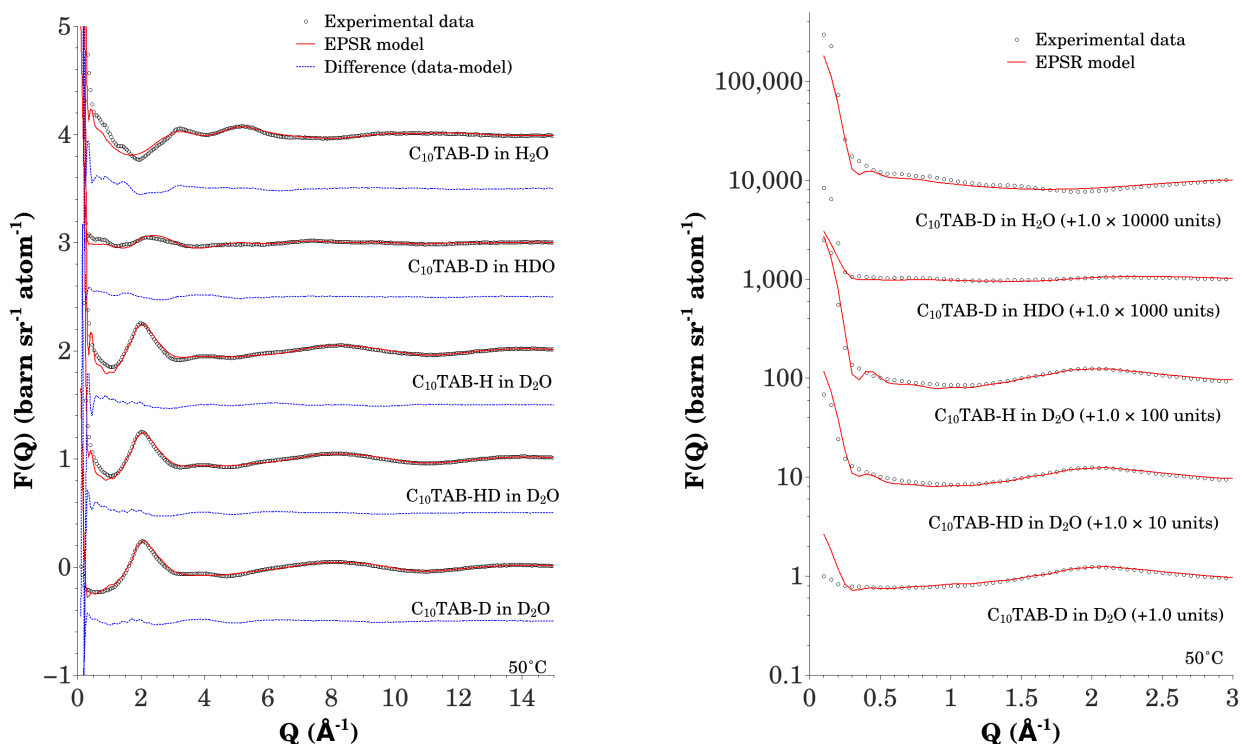 F(Q) (barn sr⁻¹ atom⁻¹)
5
4
3
2
1
0
−1
Experimental data
EPSR model
Difference (data-model)
C₁₀TAB-D in H₂O
C₁₀TAB-D in HDO
C₁₀TAB-H in D₂O
C₁₀TAB-HD in D₂O
C₁₀TAB-D in D₂O
50°C
0 2 4 6 8 10 12 14
Q (Å⁻¹)
F(Q) (barn sr⁻¹ atom⁻¹)
100,000
10,000
1,000
100
10
1
0.1
Experimental data
EPSR model
C₁₀TAB-D in H₂O (+1.0 × 10000 units)
C₁₀TAB-D in HDO (+1.0 × 1000 units)
C₁₀TAB-H in D₂O (+1.0 × 100 units)
C₁₀TAB-HD in D₂O (+1.0 × 10 units)
C₁₀TAB-D in D₂O (+1.0 units)
50°C
0 0.5 1 1.5 2 2.5 3
Q (Å⁻¹)